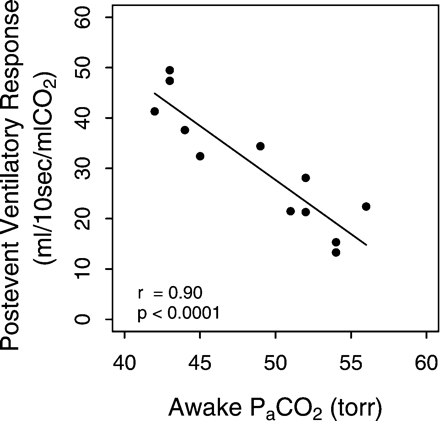 Postevent Ventilatory Response
(ml/10sec/mlCO₂)
60
50
40
30
20
10
0
r = 0.90
p < 0.0001
40 45 50 55 60
Awake PₐCO₂ (torr)